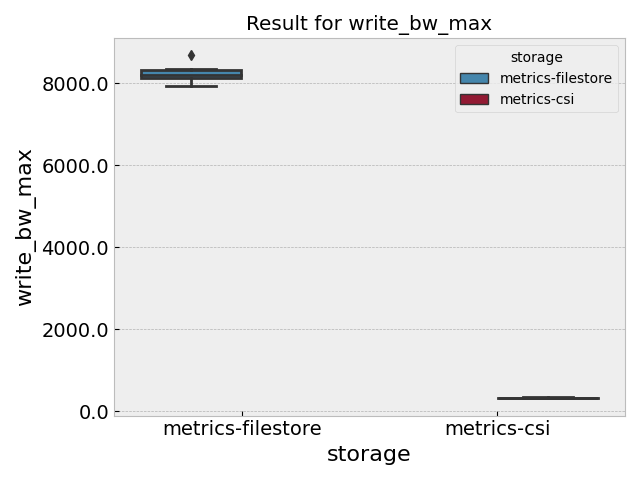 Result for write_bw_max
storage
metrics-filestore
metrics-csi
write_bw_max
8000.0
6000.0
4000.0
2000.0
0.0
metrics-filestore
metrics-csi
storage